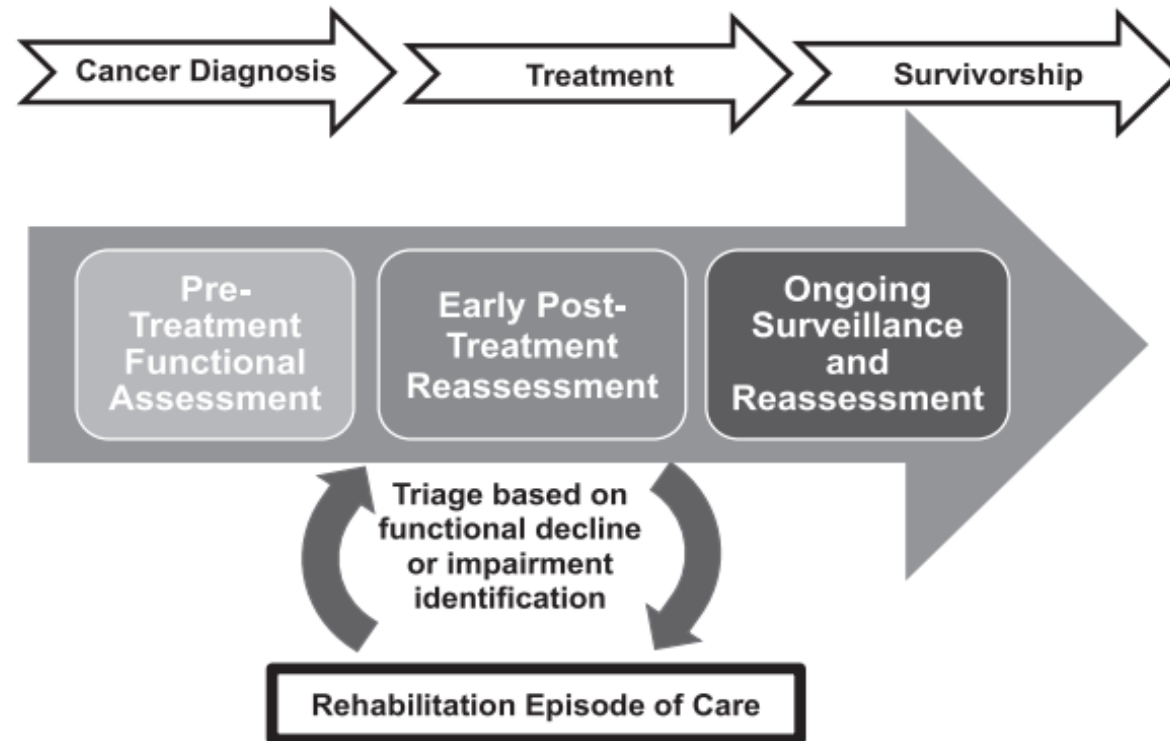 Cancer Diagnosis
Treatment
Survivorship
Pre-
Treatment
Functional
Assessment
Early Post-
Treatment
Reassessment
Ongoing
Surveillance
and
Reassessment
Triage based on
functional decline
or impairment
identification
Rehabilitation Episode of Care